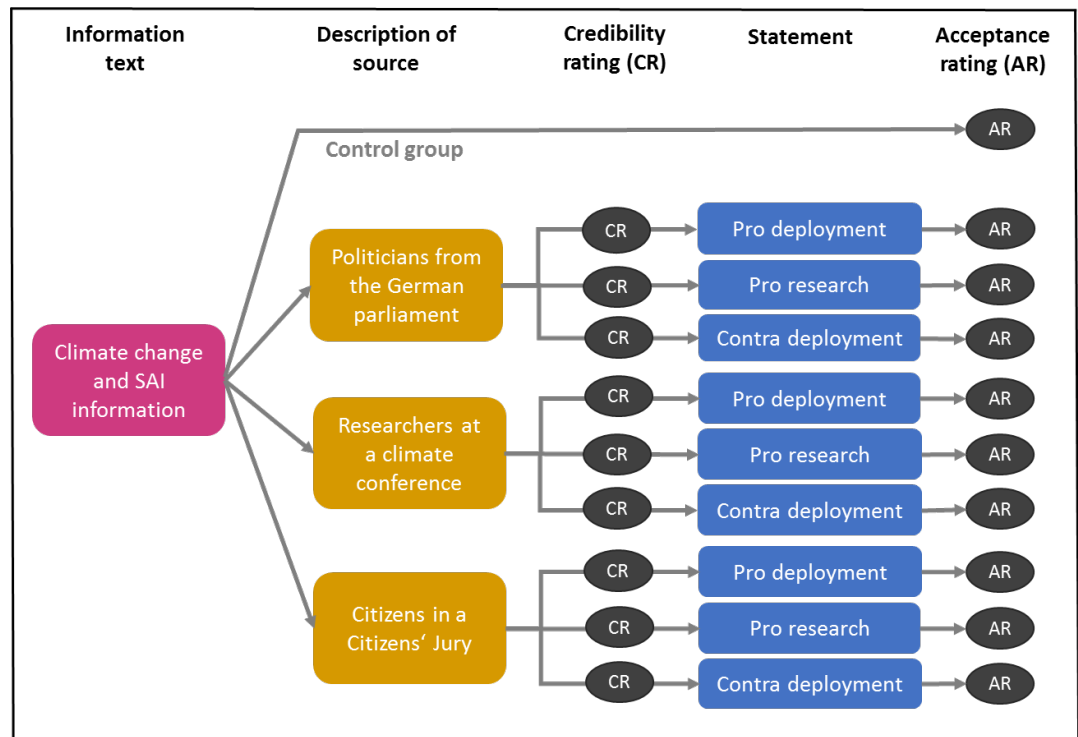 Information
text
Description of
source
Credibility
rating (CR)
Statement
Acceptance
rating (AR)
Control group
AR
Climate change
and SAI
information
Politicians from
the German
parliament
CR
Pro deployment
AR
CR
Pro research
AR
CR
Contra deployment
AR
Researchers at
a climate
conference
CR
Pro deployment
AR
CR
Pro research
AR
CR
Contra deployment
AR
Citizens in a
Citizens‘ Jury
CR
Pro deployment
AR
CR
Pro research
AR
CR
Contra deployment
AR